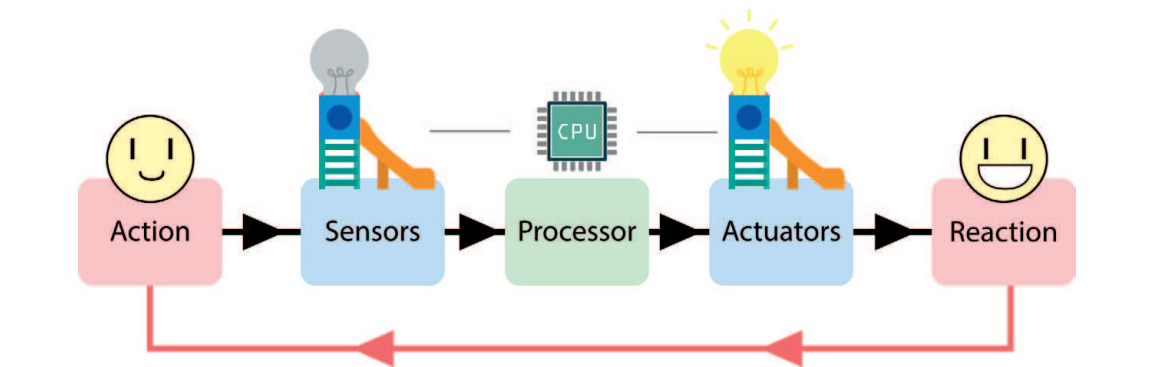 CPU
Action
Sensors
Processor
Actuators
Reaction